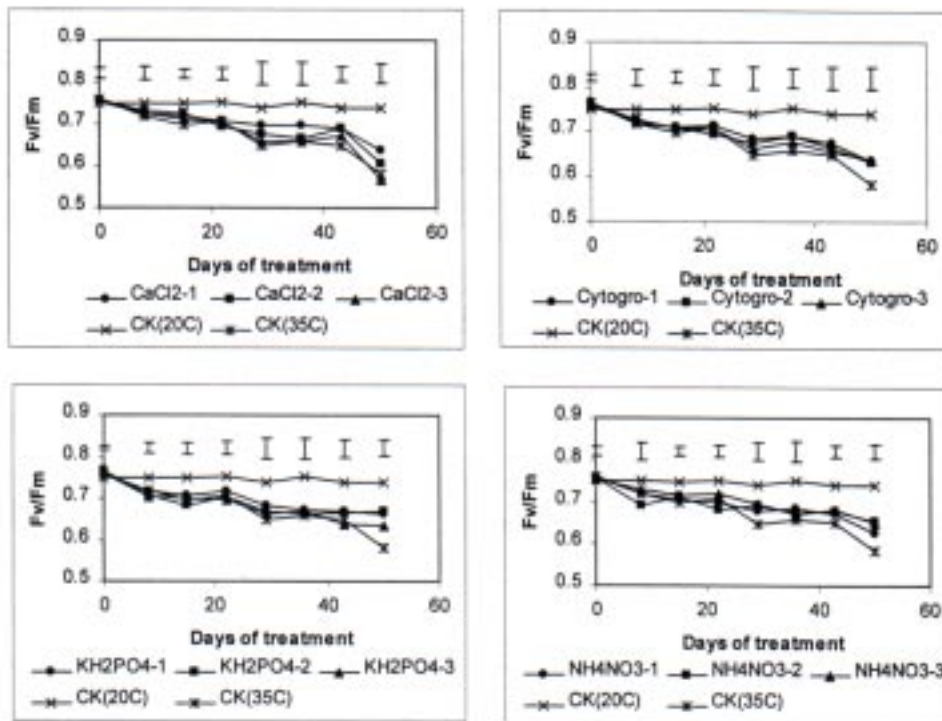 0.9
0.8
0.7
0.6
0.5
Fv/Fm
0 20 40 60
Days of treatment
CaCl2-1 CaCl2-2 CaCl2-3
CK(20C) CK(35C)
0.9
0.8
0.7
0.6
0.5
Fv/Fm
0 20 40 60
Days of treatment
Cytogro-1 Cytogro-2 Cytogro-3
CK(20C) CK(35C)
0.9
0.8
0.7
0.6
0.5
Fv/Fm
0 20 40 60
Days of treatment
KH2PO4-1 KH2PO4-2 KH2PO4-3
CK(20C) CK(35C)
0.9
0.8
0.7
0.6
0.5
Fv/Fm
0 20 40 60
Days of treatment
NH4NO3-1 NH4NO3-2 NH4NO3-3
CK(20C) CK(35C)